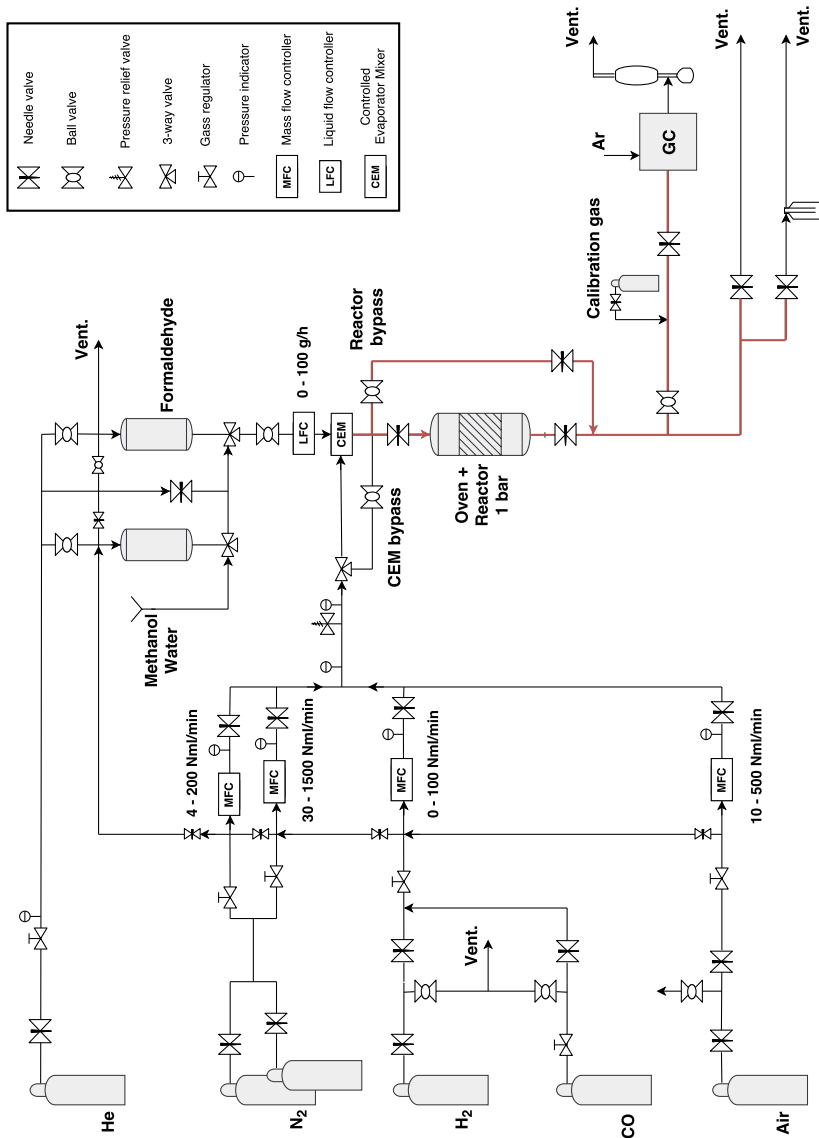 Needle valve
Ball valve
Pressure relief valve
3-way valve
Gass regulator
Pressure indicator
MFC
Mass flow controller
LFC
Liquid flow controller
CEM
Controlled
Evaporator Mixer
He
N2
H2
CO
Air
Vent.
Vent.
4 - 200 Nml/min
MFC
30 - 1500 Nml/min
MFC
0 - 100 Nml/min
MFC
10 - 500 Nml/min
MFC
Methanol
Water
Formaldehyde
0 - 100 g/h
LFC
CEM
CEM bypass
Reactor
bypass
Oven +
Reactor
1 bar
Calibration gas
Ar
GC
Vent.
Vent.
Vent.